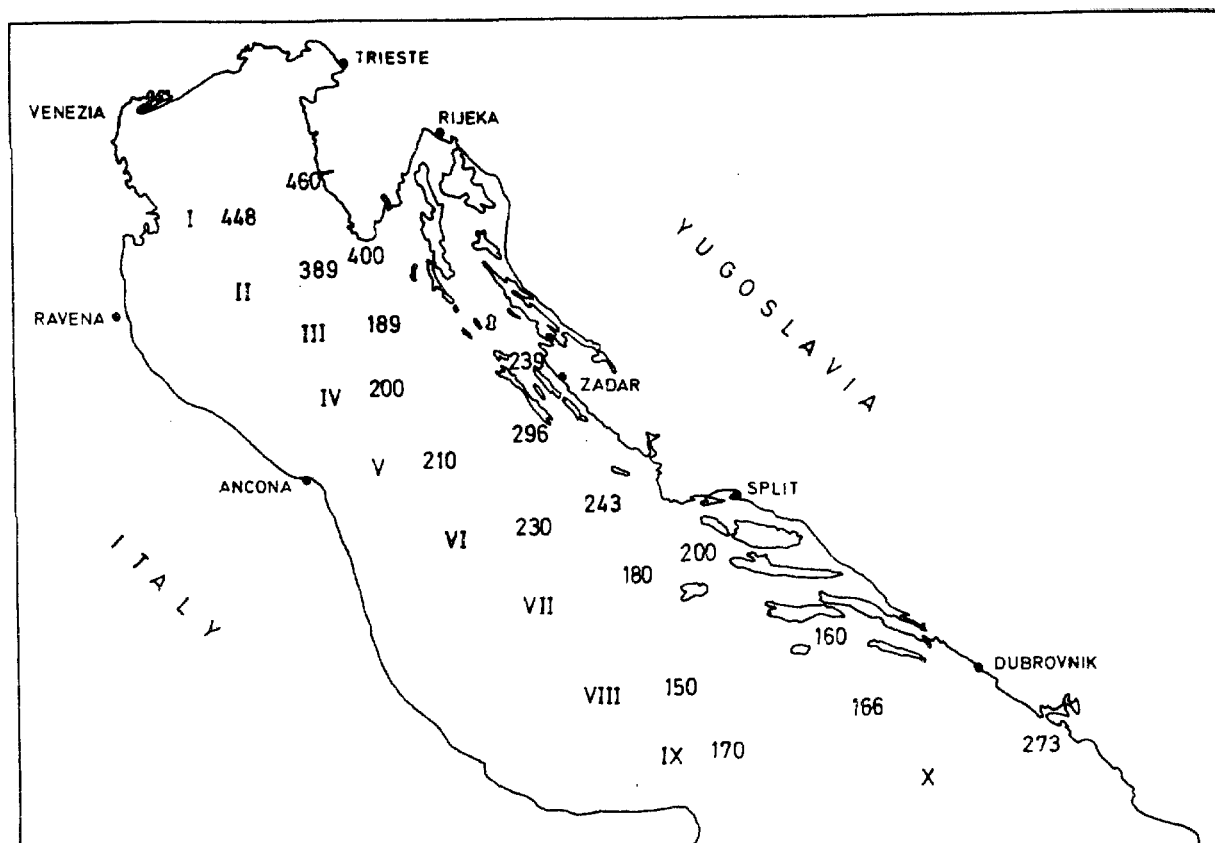 TRIESTE
VENEZIA
RIJEKA
460
I 448
400
389
II
YUGOSLAVIA
RAVENA
III 189
239
ZADAR
IV 200
296
V 210
ANCONA
SPLIT
243
VI 230
200
180
ITALY
VII
160
DUBROVNIK
VIII 150
166
273
IX 170
X